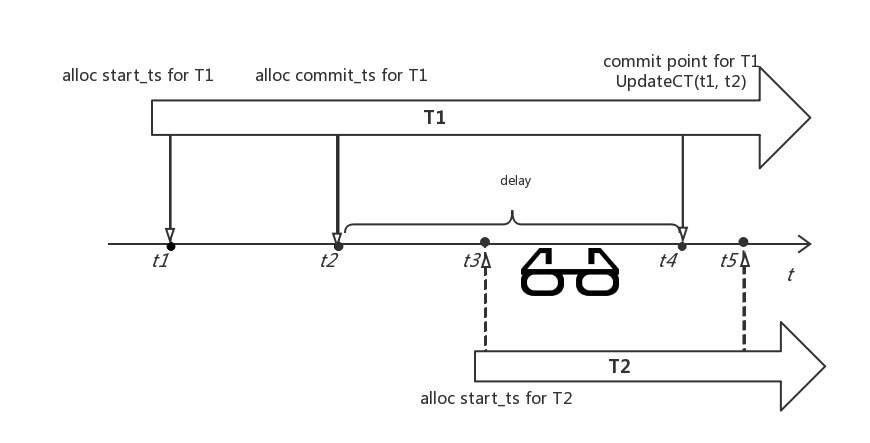 commit point for T1
alloc start_ts for T1
alloc commit_ts for T1
UpdateCT(t1, t2)
T1
delay
t1
t2
t3
t4
t5
t
T2
alloc start_ts for T2